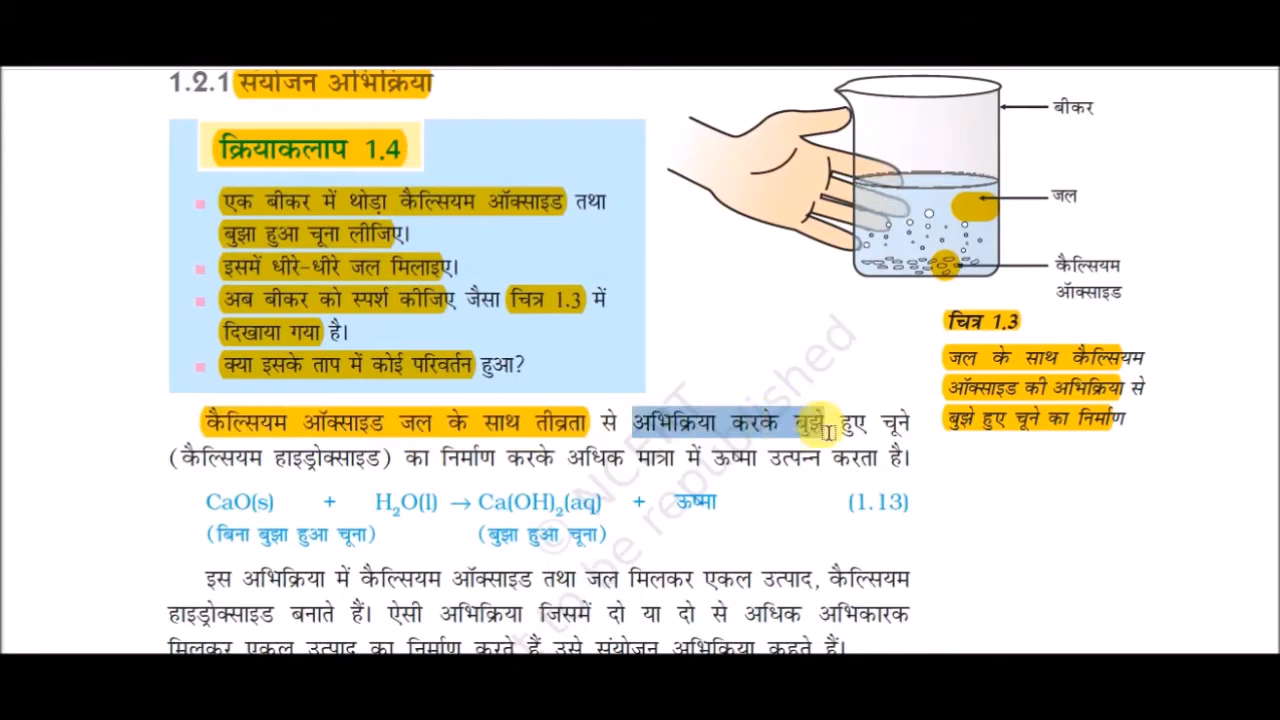 1.2.1 संयोजन अभिक्रिया
क्रियाकलाप 1.4
एक बीकर में थोड़ा कैल्सियम ऑक्साइड तथा
बुझा हुआ चूना लीजिए।
इसमें धीरे-धीरे जल मिलाइए।
अब बीकर को स्पर्श कीजिए जैसा चित्र 1.3 में
दिखाया गया है।
क्या इसके ताप में कोई परिवर्तन हुआ?
बीकर
जल
कैल्सियम
ऑक्साइड
चित्र 1.3
जल के साथ कैल्सियम
ऑक्साइड की अभिक्रिया से
बुझे हुए चूने का निर्माण
कैल्सियम ऑक्साइड जल के साथ तीव्रता से अभिक्रिया करके बुझे हुए चूने
(कैल्सियम हाइड्रोक्साइड) का निर्माण करके अधिक मात्रा में ऊष्मा उत्पन्न करता है।
CaO(s) + H₂O(l) → Ca(OH)₂(aq) + ऊष्मा (1.13)
(बिना बुझा हुआ चूना) (बुझा हुआ चूना)
इस अभिक्रिया में कैल्सियम ऑक्साइड तथा जल मिलकर एकल उत्पाद, कैल्सियम
हाइड्रोक्साइड बनाते हैं। ऐसी अभिक्रिया जिसमें दो या दो से अधिक अभिकारक
मिलकर एकल उत्पाद का निर्माण करते हैं उसे संयोजन अभिक्रिया कहते हैं।
© NCERT
t to be republished